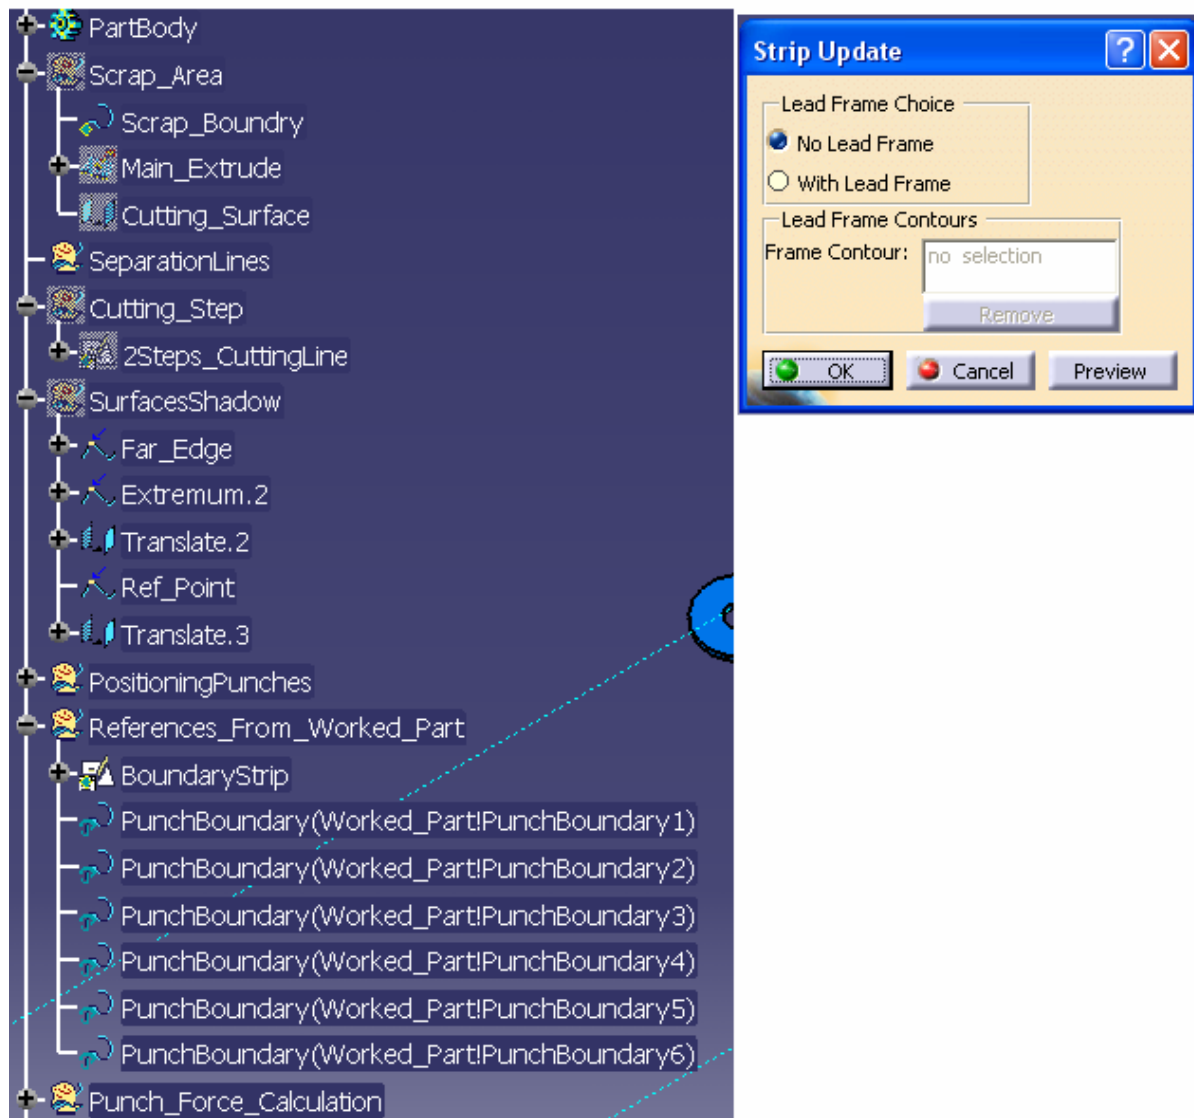 PartBody
Scrap_Area
Scrap_Boundry
Main_Extrude
Cutting_Surface
SeparationLines
Cutting_Step
2Steps_CuttingLine
SurfacesShadow
Far_Edge
Extremum.2
Translate.2
Ref_Point
Translate.3
PositioningPunches
References_From_Worked_Part
BoundaryStrip
PunchBoundary(Worked_Part!PunchBoundary1)
PunchBoundary(Worked_Part!PunchBoundary2)
PunchBoundary(Worked_Part!PunchBoundary3)
PunchBoundary(Worked_Part!PunchBoundary4)
PunchBoundary(Worked_Part!PunchBoundary5)
PunchBoundary(Worked_Part!PunchBoundary6)
Punch_Force_Calculation
Strip Update
Lead Frame Choice
No Lead Frame
With Lead Frame
Lead Frame Contours
Frame Contour: no selection
Remove
OK Cancel Preview